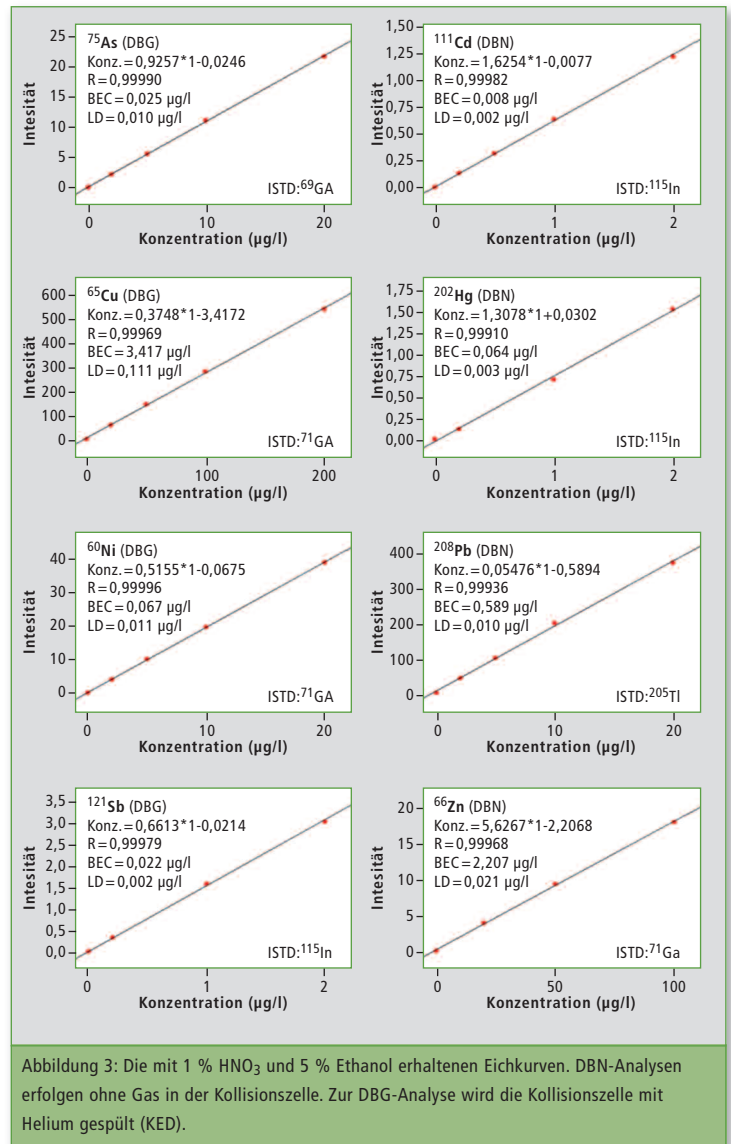 ⁷⁵As (DBG)
Konz.=0,9257*1-0,0246
R=0,99990
BEC=0,025 µg/l
LD=0,010 µg/l
ISTD:⁶⁹GA
Intesität
25
20
15
10
5
0
0 10 20
Konzentration (µg/l)
¹¹¹Cd (DBN)
Konz.=1,6254*1-0,0077
R=0,99982
BEC=0,008 µg/l
LD=0,002 µg/l
ISTD:¹¹⁵In
Intesität
1,50
1,25
1,00
0,75
0,50
0,25
0,00
0 1 2
Konzentration (µg/l)
⁶⁵Cu (DBG)
Konz.=0,3748*1-3,4172
R=0,99969
BEC=3,417 µg/l
LD=0,111 µg/l
ISTD:⁷¹GA
Intesität
600
500
400
300
200
100
0
0 100 200
Konzentration (µg/l)
²⁰²Hg (DBN)
Konz.=1,3078*1+0,0302
R=0,99910
BEC=0,064 µg/l
LD=0,003 µg/l
ISTD:¹¹⁵In
Intesität
1,75
1,50
1,25
1,00
0,75
0,50
0,25
0,00
0 1 2
Konzentration (µg/l)
⁶⁰Ni (DBG)
Konz.=0,5155*1-0,0675
R=0,99996
BEC=0,067 µg/l
LD=0,011 µg/l
ISTD:⁷¹GA
Intesität
40
30
20
10
0
0 10 20
Konzentration (µg/l)
²⁰⁸Pb (DBN)
Konz.=0,05476*1-0,5894
R=0,99936
BEC=0,589 µg/l
LD=0,010 µg/l
ISTD:²⁰⁵Tl
Intesität
400
300
200
100
0
0 10 20
Konzentration (µg/l)
¹²¹Sb (DBG)
Konz.=0,6613*1-0,0214
R=0,99979
BEC=0,022 µg/l
LD=0,002 µg/l
ISTD:¹¹⁵In
Intesität
3,5
3,0
2,5
2,0
1,5
1,0
0,5
0,0
0 1 2
Konzentration (µg/l)
⁶⁶Zn (DBN)
Konz.=5,6267*1-2,2068
R=0,99968
BEC=2,207 µg/l
LD=0,021 µg/l
ISTD:⁷¹Ga
Intesität
20
15
10
5
0
0 50 100
Konzentration (µg/l)
Abbildung 3: Die mit 1 % HNO₃ und 5 % Ethanol erhaltenen Eichkurven. DBN-Analysen
erfolgen ohne Gas in der Kollisionszelle. Zur DBG-Analyse wird die Kollisionszelle mit
Helium gespült (KED).